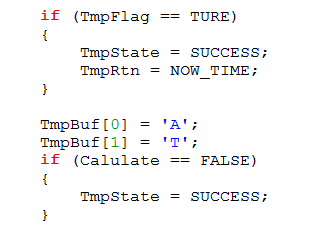 if (TmpFlag == TURE)
{
    TmpState = SUCCESS;
    TmpRtn = NOW_TIME;
}
TmpBuf[0] = 'A';
TmpBuf[1] = 'T';
if (Calulate == FALSE)
{
    TmpState = SUCCESS;
}